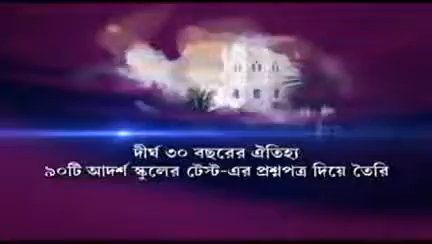 দীর্ঘ ৩০ বছরের ঐতিহ্য
৯০টি আদর্শ স্কুলের টেস্ট-এর প্রশ্নপত্র দিয়ে তৈরি